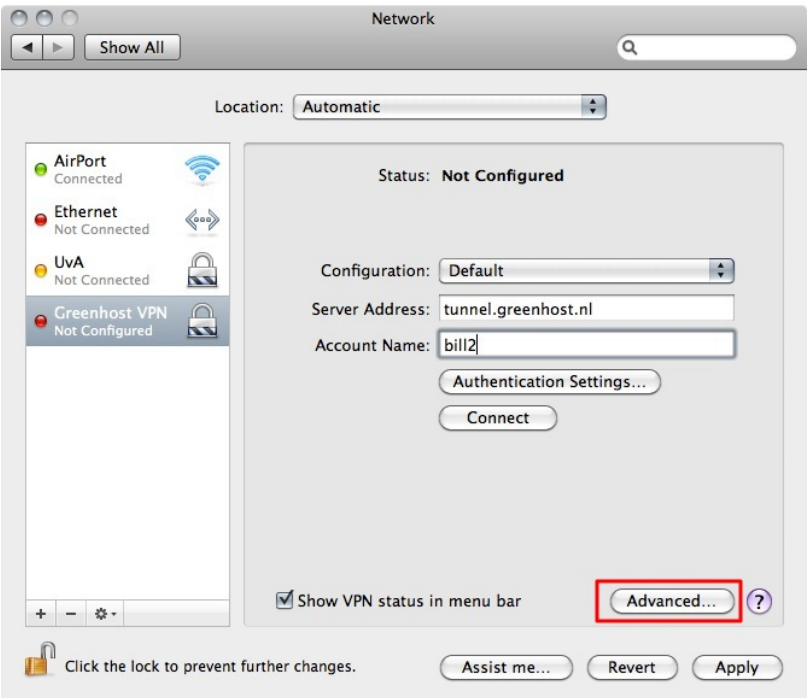 Network
Show All
Location: Automatic
AirPort
Connected
Ethernet
Not Connected
UvA
Not Connected
Greenhost VPN
Not Configured
+ -
Status: Not Configured
Configuration: Default
Server Address: tunnel.greenhost.nl
Account Name: bill2
Authentication Settings...
Connect
Show VPN status in menu bar
Advanced...
?
Click the lock to prevent further changes.
Assist me...
Revert
Apply